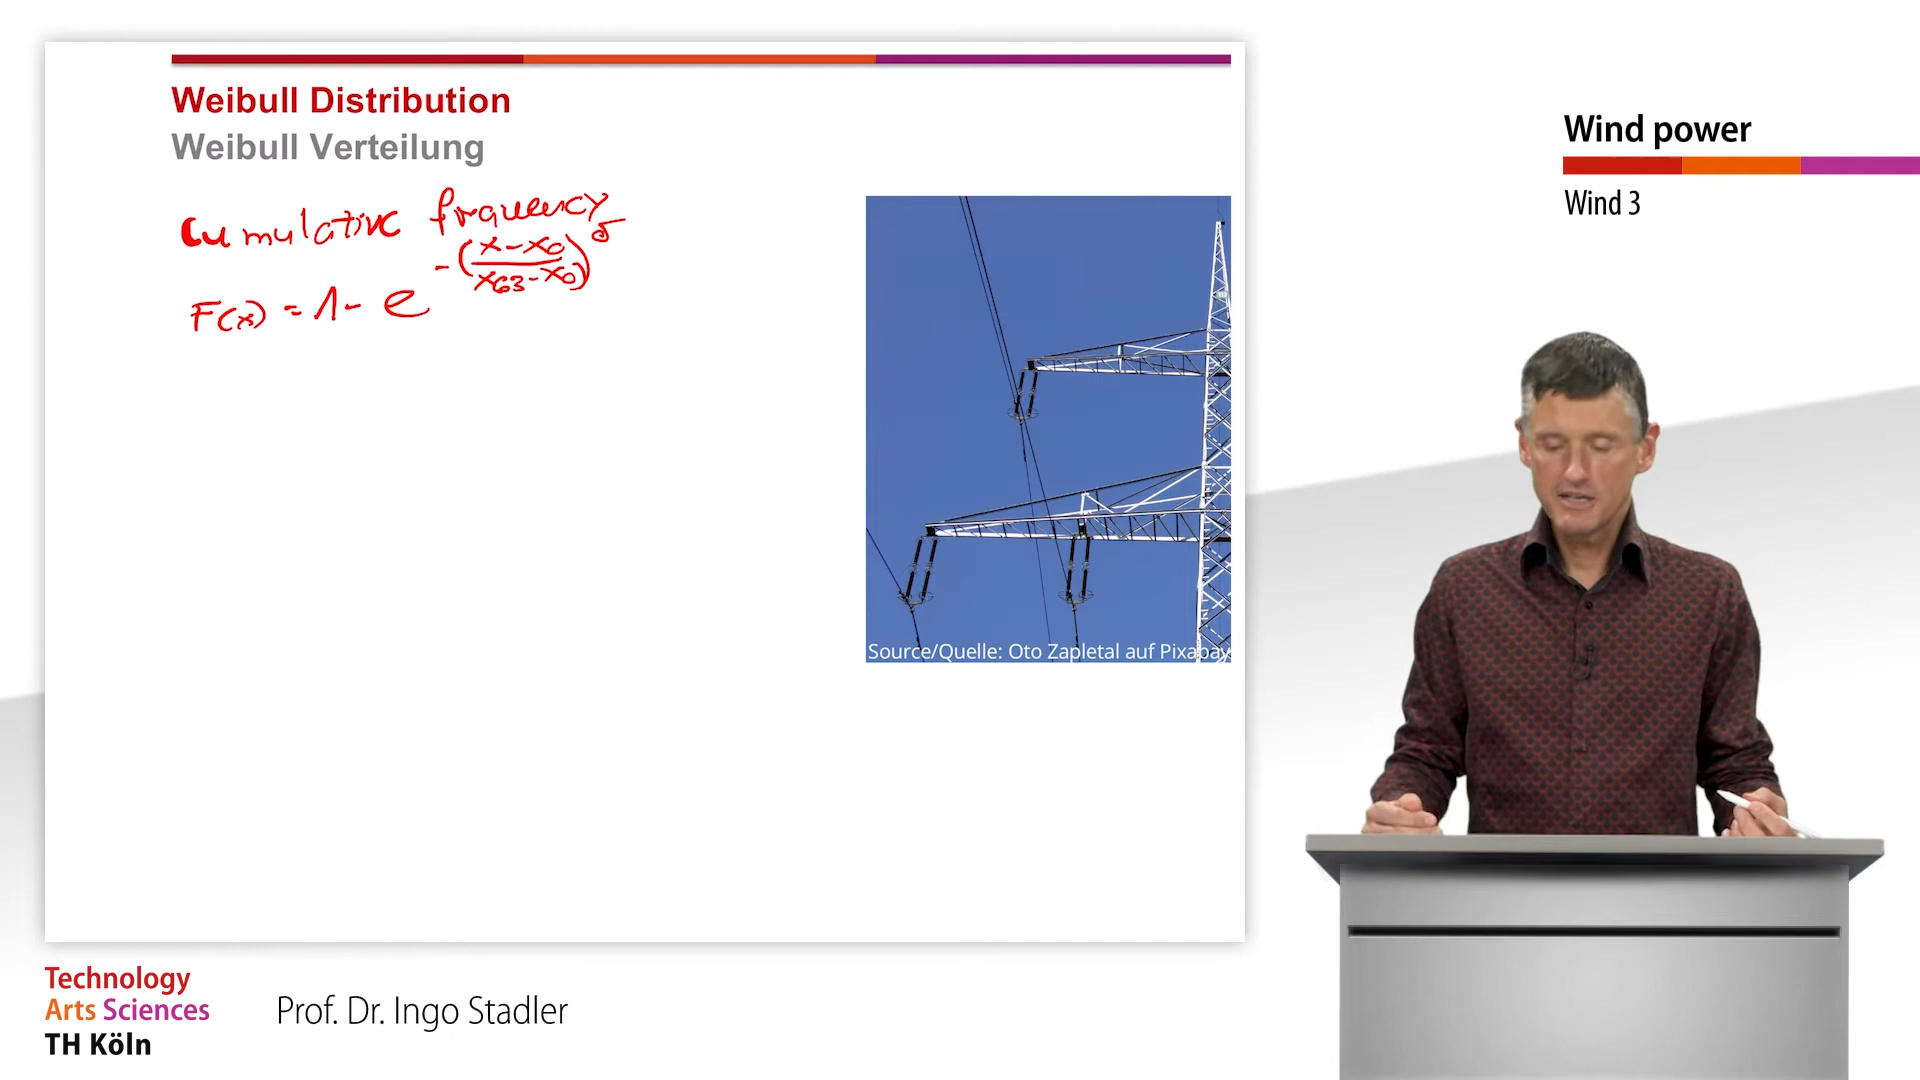 Weibull Distribution
Weibull Verteilung
Cumulative frequency
F(x) = 1 - e^-((x-x0)/(x63-x0))^δ
Source/Quelle: Oto Zapletal auf Pixabay
Wind power
Wind 3
Technology
Arts Sciences
TH Köln
Prof. Dr. Ingo Stadler